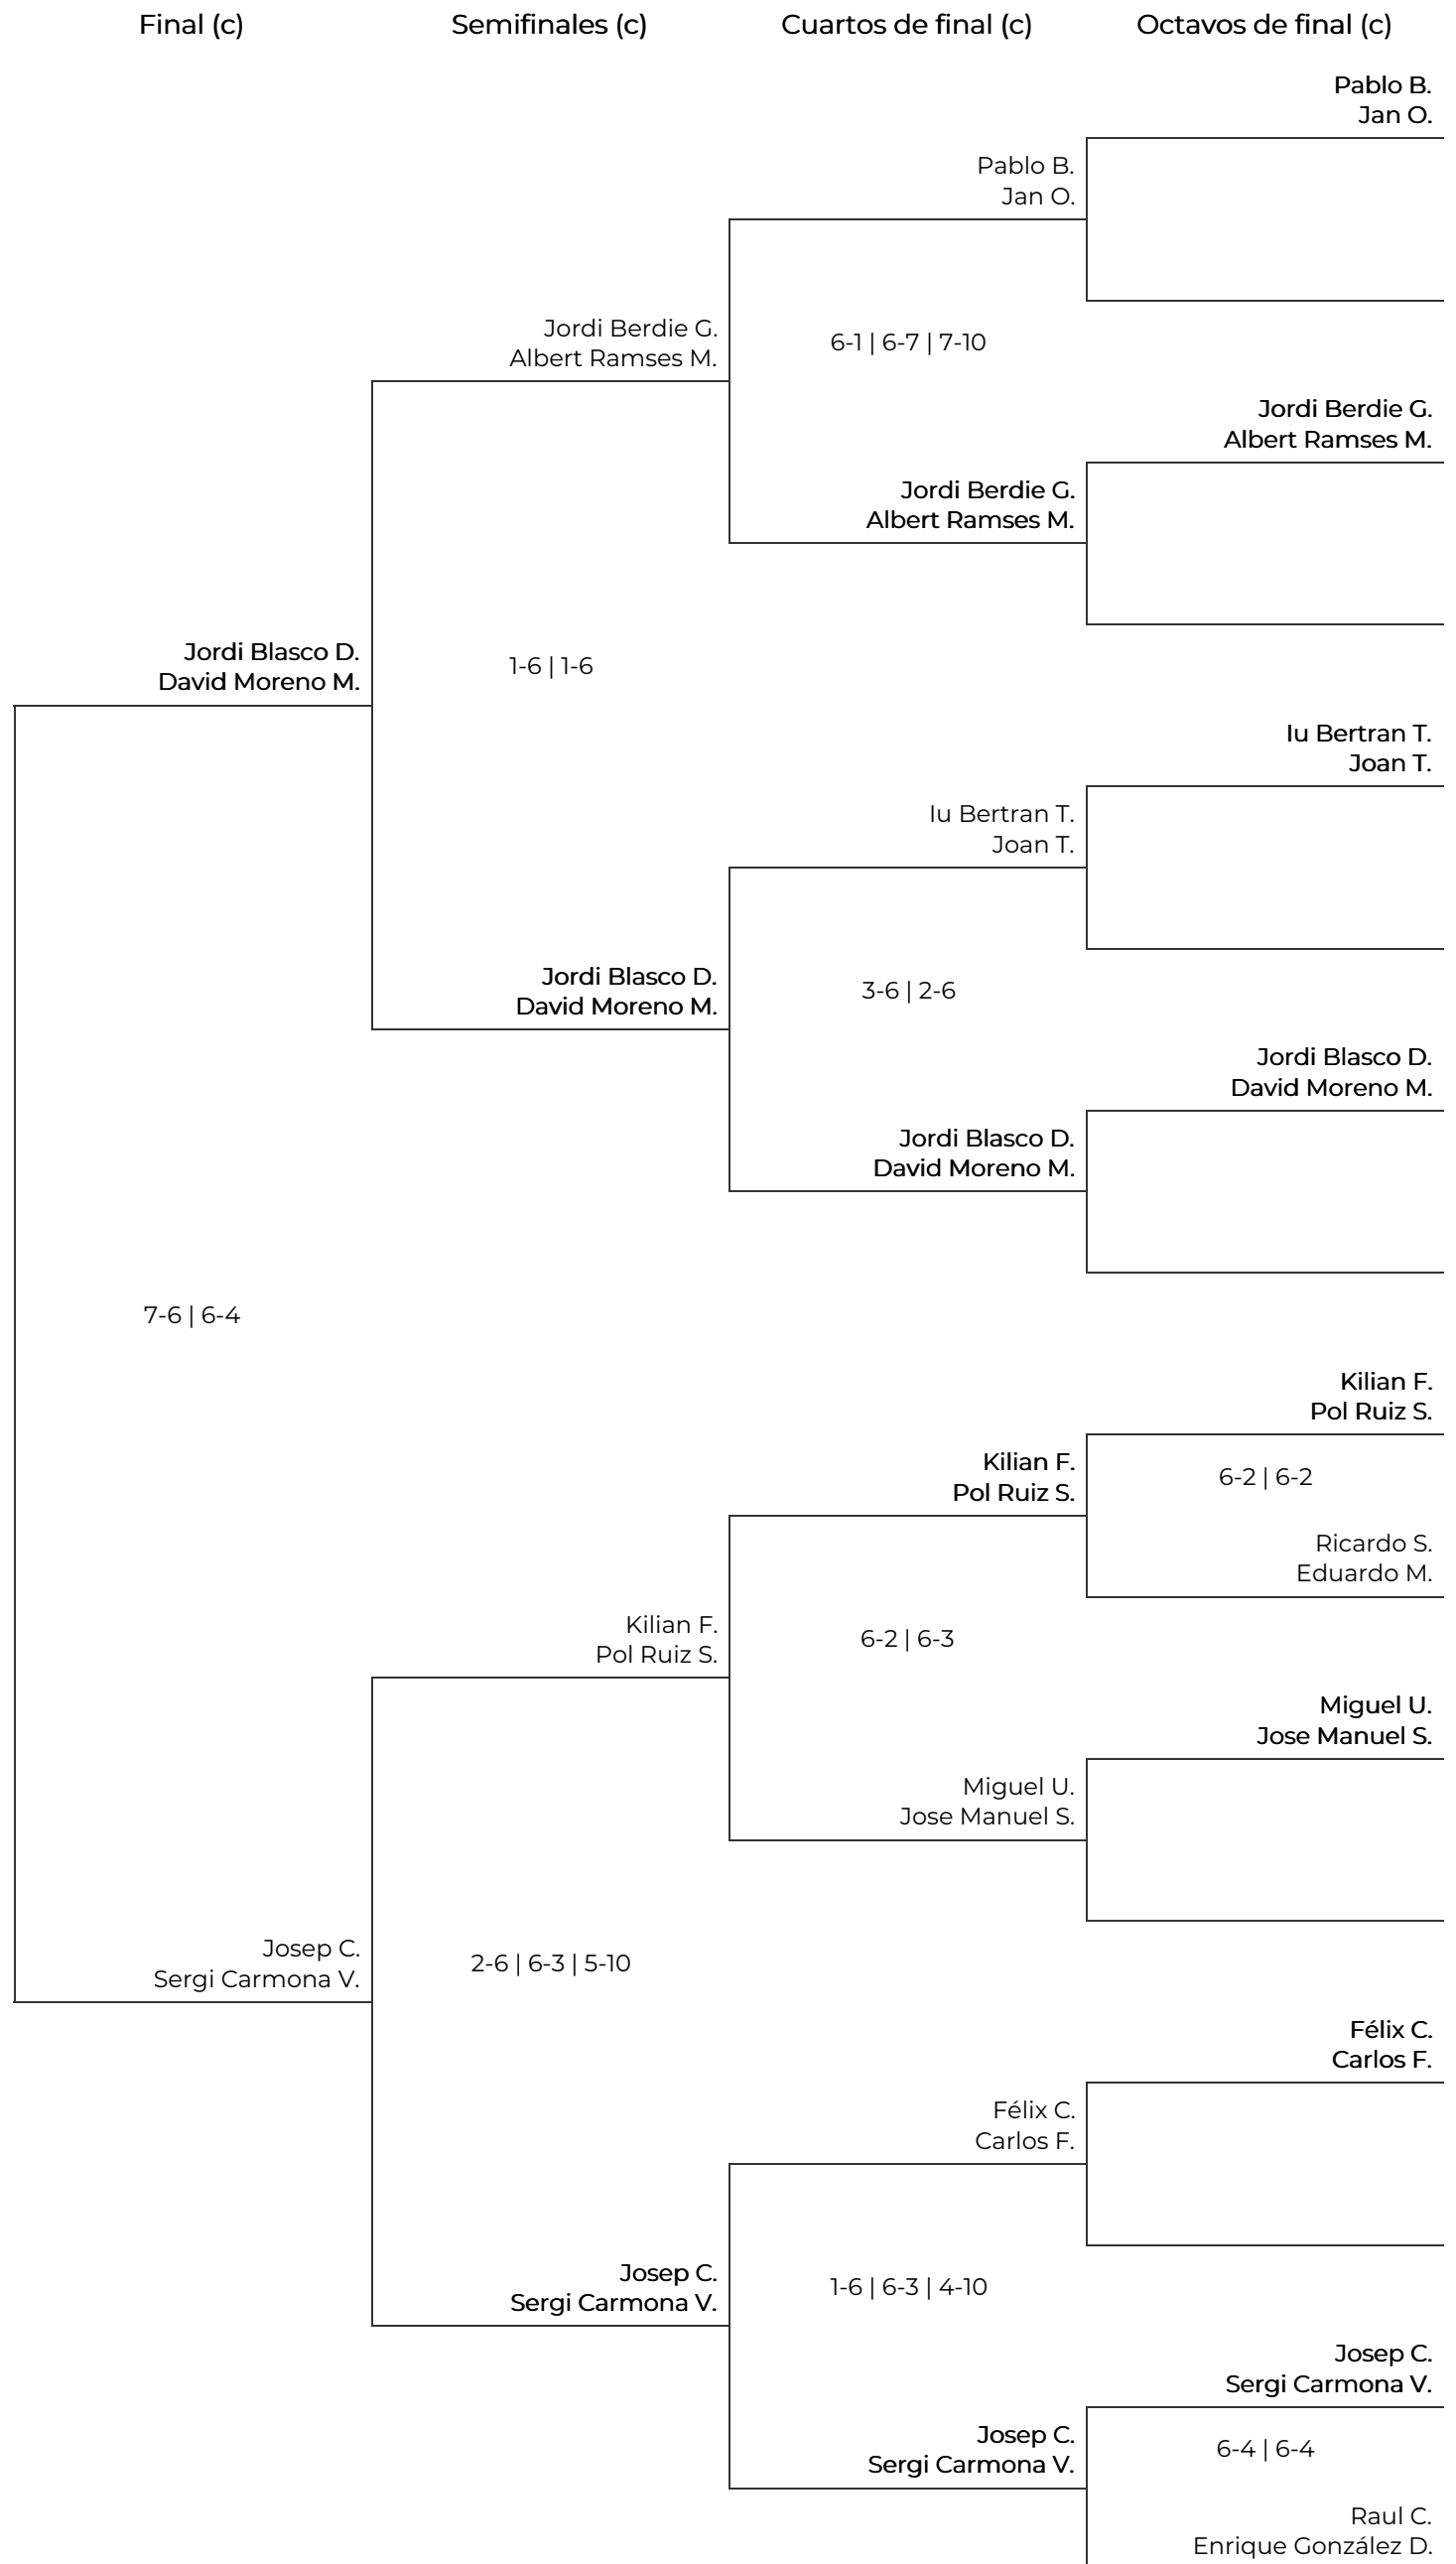 Final (c)
Semifinales (c)
Cuartos de final (c)
Octavos de final (c)
Pablo B.
Jan O.
Pablo B.
Jan O.
Jordi Berdie G.
Albert Ramses M.
6-1 | 6-7 | 7-10
Jordi Berdie G.
Albert Ramses M.
Jordi Berdie G.
Albert Ramses M.
Jordi Blasco D.
David Moreno M.
1-6 | 1-6
Iu Bertran T.
Joan T.
Iu Bertran T.
Joan T.
Jordi Blasco D.
David Moreno M.
3-6 | 2-6
Jordi Blasco D.
David Moreno M.
Jordi Blasco D.
David Moreno M.
7-6 | 6-4
Kilian F.
Pol Ruiz S.
Kilian F.
Pol Ruiz S.
6-2 | 6-2
Ricardo S.
Eduardo M.
Kilian F.
Pol Ruiz S.
6-2 | 6-3
Miguel U.
Jose Manuel S.
Miguel U.
Jose Manuel S.
Josep C.
Sergi Carmona V.
2-6 | 6-3 | 5-10
Félix C.
Carlos F.
Félix C.
Carlos F.
Josep C.
Sergi Carmona V.
1-6 | 6-3 | 4-10
Josep C.
Sergi Carmona V.
Josep C.
Sergi Carmona V.
6-4 | 6-4
Raul C.
Enrique González D.